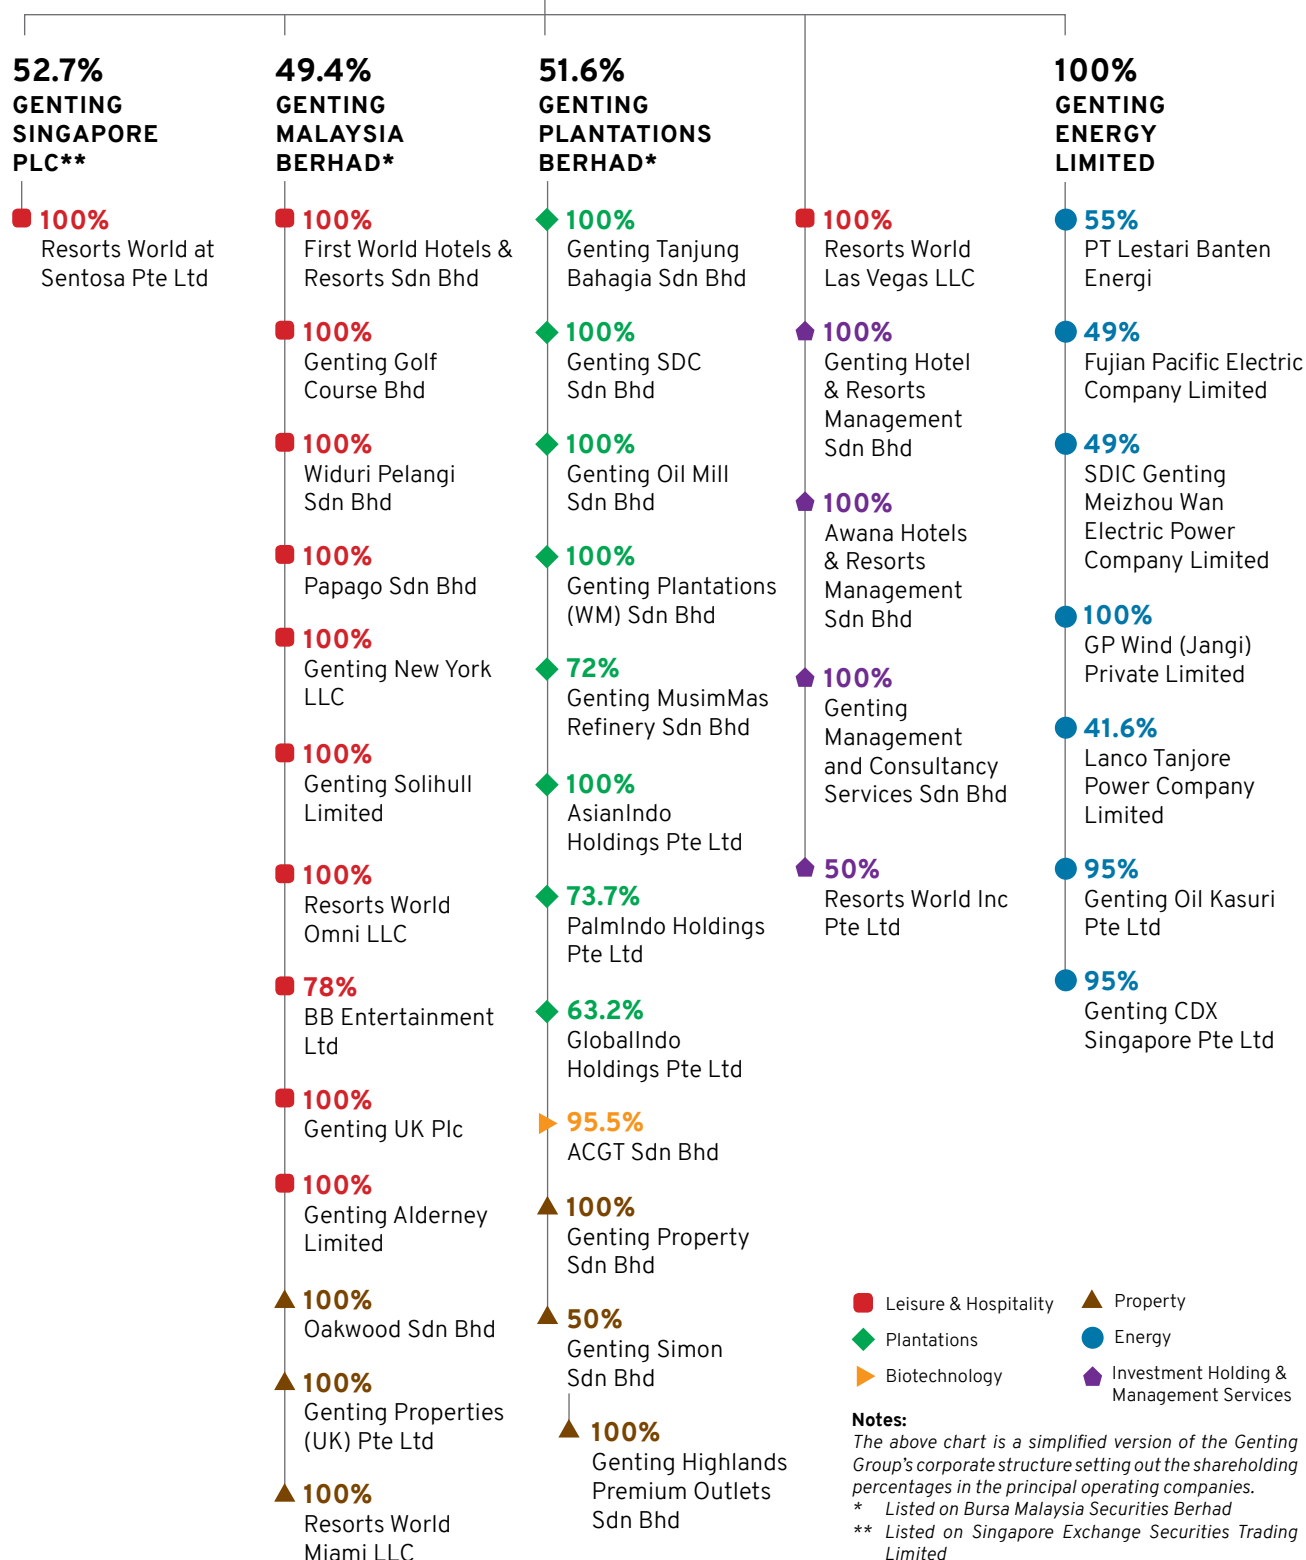 52.7%
GENTING
SINGAPORE
PLC**
100%
Resorts World at
Sentosa Pte Ltd
49.4%
GENTING
MALAYSIA
BERHAD*
100%
First World Hotels &
Resorts Sdn Bhd
100%
Genting Golf
Course Bhd
100%
Widuri Pelangi
Sdn Bhd
100%
Papago Sdn Bhd
100%
Genting New York
LLC
100%
Genting Solihull
Limited
100%
Resorts World
Omni LLC
78%
BB Entertainment
Ltd
100%
Genting UK Plc
100%
Genting Alderney
Limited
100%
Oakwood Sdn Bhd
100%
Genting Properties
(UK) Pte Ltd
100%
Resorts World
Miami LLC
51.6%
GENTING
PLANTATIONS
BERHAD*
100%
Genting Tanjung
Bahagia Sdn Bhd
100%
Genting SDC
Sdn Bhd
100%
Genting Oil Mill
Sdn Bhd
100%
Genting Plantations
(WM) Sdn Bhd
72%
Genting MusimMas
Refinery Sdn Bhd
100%
AsianIndo
Holdings Pte Ltd
73.7%
PalmIndo Holdings
Pte Ltd
63.2%
GlobalIndo
Holdings Pte Ltd
95.5%
ACGT Sdn Bhd
100%
Genting Property
Sdn Bhd
50%
Genting Simon
Sdn Bhd
100%
Genting Highlands
Premium Outlets
Sdn Bhd
100%
Resorts World
Las Vegas LLC
100%
Genting Hotel
& Resorts
Management
Sdn Bhd
100%
Awana Hotels
& Resorts
Management
Sdn Bhd
100%
Genting
Management
and Consultancy
Services Sdn Bhd
50%
Resorts World Inc
Pte Ltd
100%
GENTING
ENERGY
LIMITED
55%
PT Lestari Banten
Energi
49%
Fujian Pacific Electric
Company Limited
49%
SDIC Genting
Meizhou Wan
Electric Power
Company Limited
100%
GP Wind (Jangi)
Private Limited
41.6%
Lanco Tanjore
Power Company
Limited
95%
Genting Oil Kasuri
Pte Ltd
95%
Genting CDX
Singapore Pte Ltd
Leisure & Hospitality
Plantations
Biotechnology
Property
Energy
Investment Holding &
Management Services
Notes:
The above chart is a simplified version of the Genting
Group's corporate structure setting out the shareholding
percentages in the principal operating companies.
* Listed on Bursa Malaysia Securities Berhad
** Listed on Singapore Exchange Securities Trading
Limited